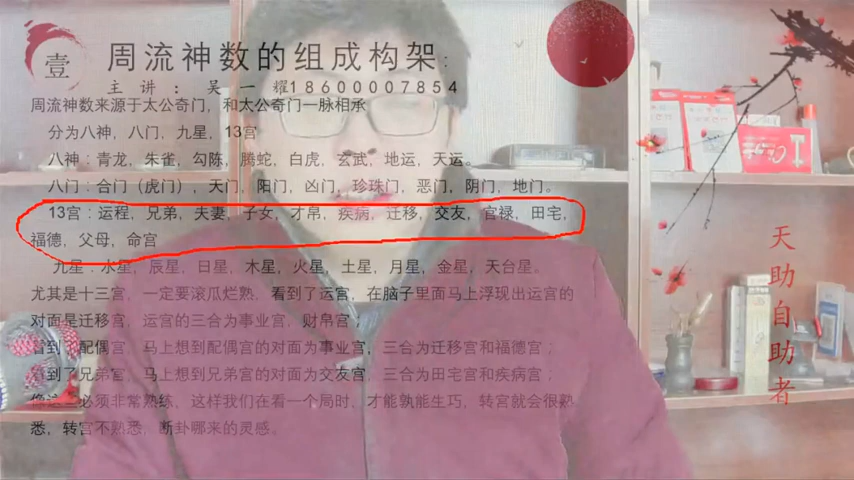 壹
周流神数的组成构架:
主讲：吴一耀18600007854
周流神数来源于太公奇门，和太公奇门一脉相承
分为八神，八门，九星，13宫
八神：青龙，朱雀，勾陈，腾蛇，白虎，玄武，地运，天运。
八门：合门（虎门），天门，阳门，凶门，珍珠门，恶门，阴门，地门。
13宫：运程，兄弟，夫妻，子女，才帛，疾病，迁移，交友，官禄，田宅，
福德，父母，命宫
九星：水星，辰星，日星，木星，火星，土星，月星，金星，天台星。
尤其是十三宫，一定要滚瓜烂熟，看到了运宫，在脑子里面马上浮现出运宫的
对面是迁移宫，运宫的三合为事业宫，财帛宫；
看到了配偶宫，马上想到配偶宫的对面为事业宫，三合为迁移宫和福德宫；
看到了兄弟宫，马上想到兄弟宫的对面为交友宫，三合为田宅宫和疾病宫；
像这些必须非常熟练，这样我们在看一个局时，才能孰能生巧，转宫就会很熟
悉，转宫不熟悉，断卦哪来的灵感。
天助自助者